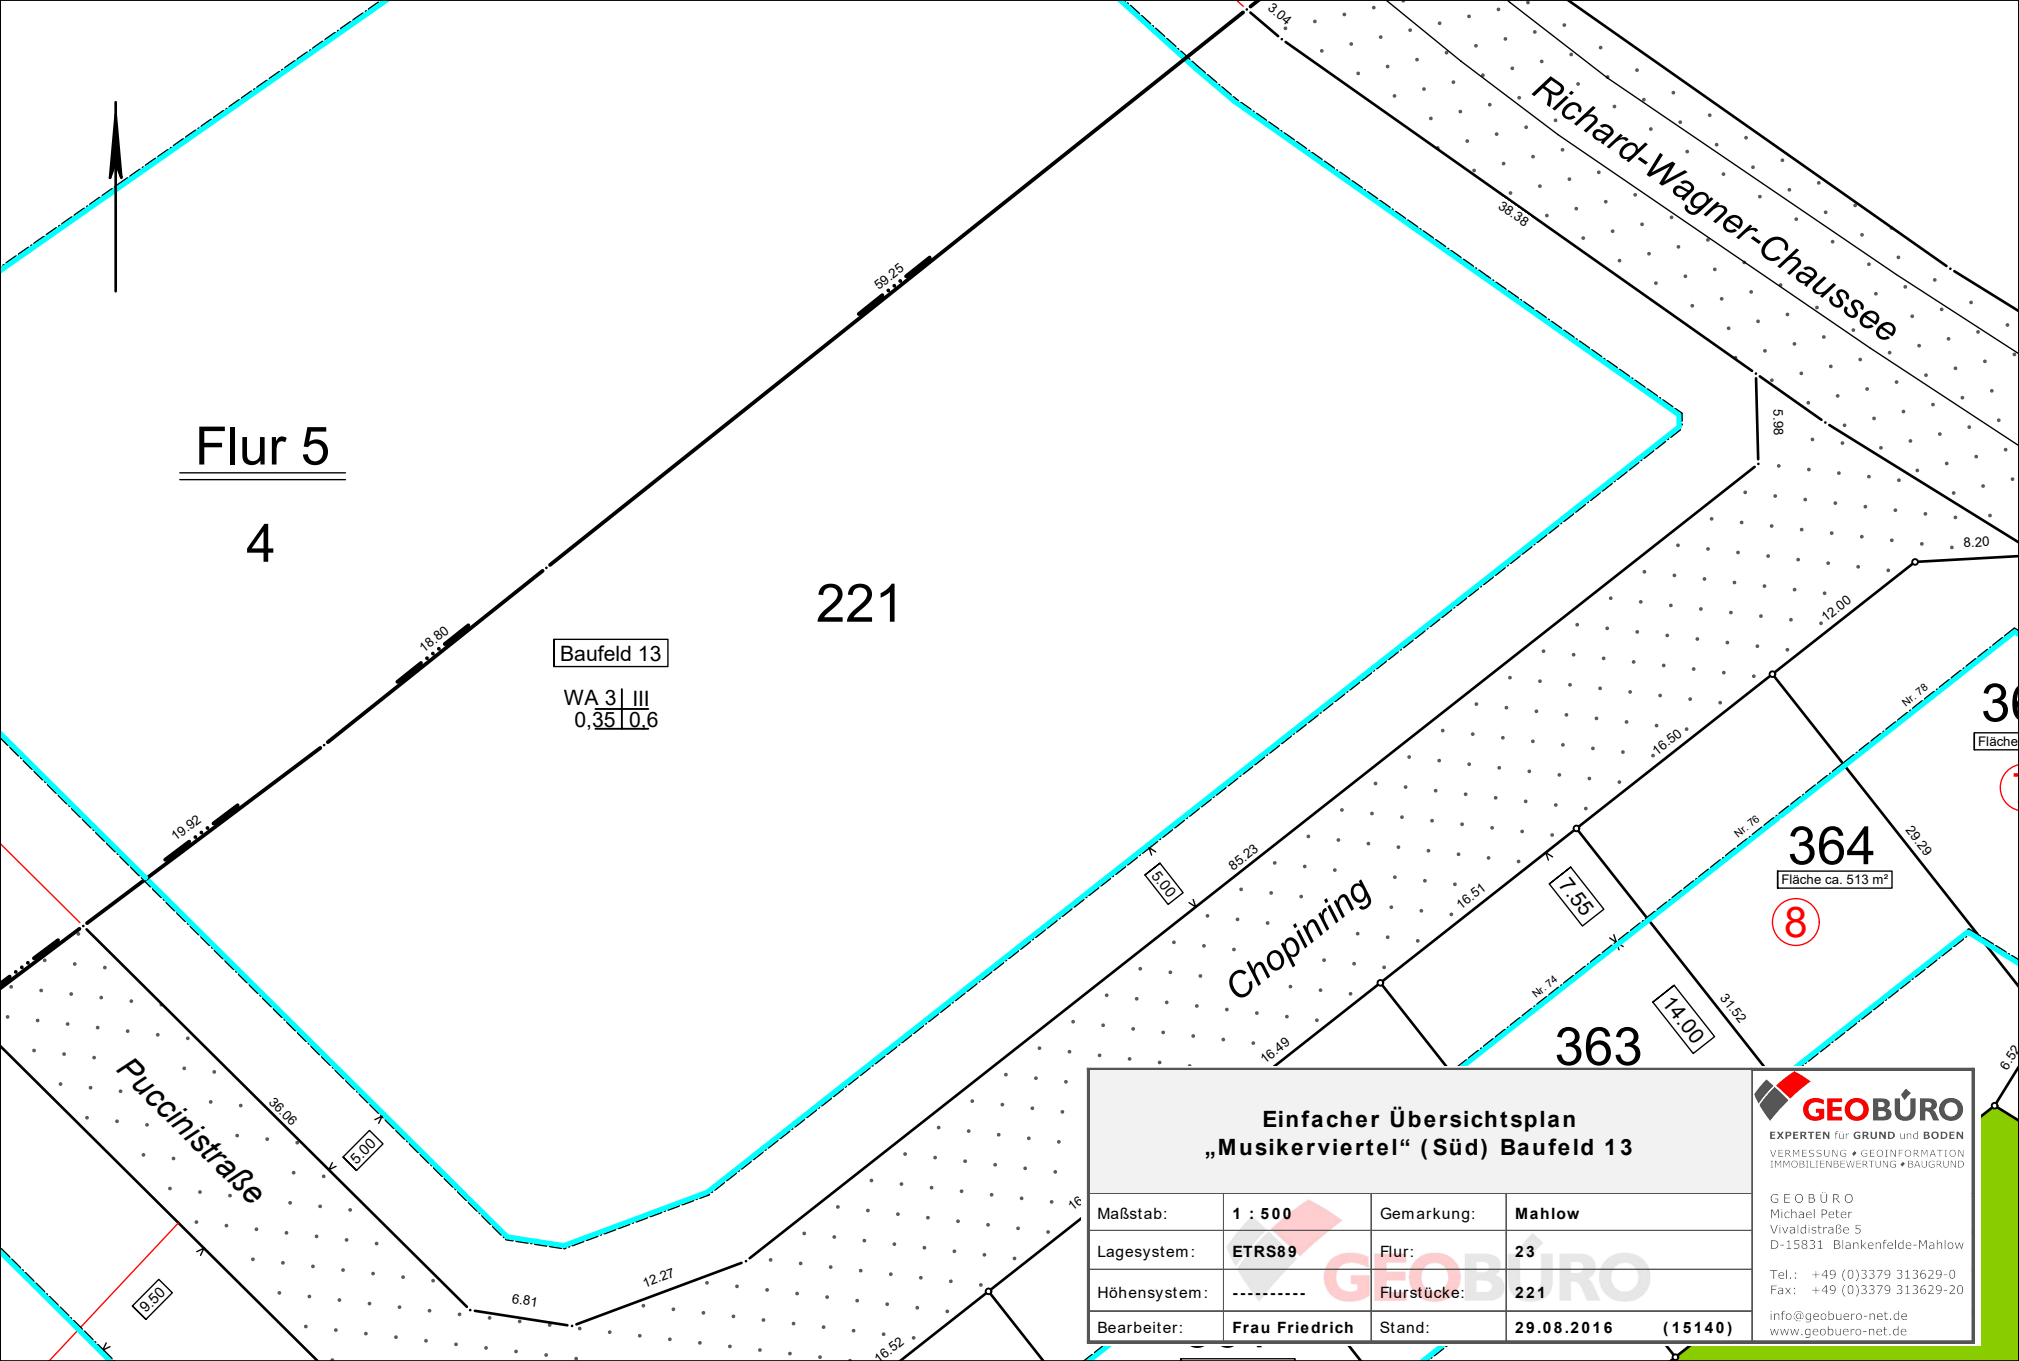 3.04
Richard-Wagner-Chaussee
38.38
59.25
5.98
Flur 5
4
221
8.20
12.00
18.80
Baufeld 13
WA 3 III
0,35 0,6
Nr. 78
Fläche
16.50
19.92
Nr. 76
364
Fläche ca. 513 m²
8
29.29
85.23
5.00
16.51
7.55
Chopinring
Nr. 74
14.00
31.52
363
16.49
6.52
Puccinistraße
36.06
5.00
9.50
6.81
12.27
16.52
Einfacher Übersichtsplan
„Musikerviertel“ (Süd) Baufeld 13
Maßstab: 1 : 500 Gemarkung: Mahlow
Lagesystem: ETRS89 Flur: 23
Höhensystem: ---------- Flurstücke: 221
Bearbeiter: Frau Friedrich Stand: 29.08.2016 (15140)
GEOBÜRO
GEOBÜRO
EXPERTEN für GRUND und BODEN
VERMESSUNG ♦ GEOINFORMATION
IMMOBILIENBEWERTUNG ♦ BAUGRUND
GEOBÜRO
Michael Peter
Vivaldistraße 5
D-15831 Blankenfelde-Mahlow
Tel.: +49 (0)3379 313629-0
Fax: +49 (0)3379 313629-20
info@geobuero-net.de
www.geobuero-net.de